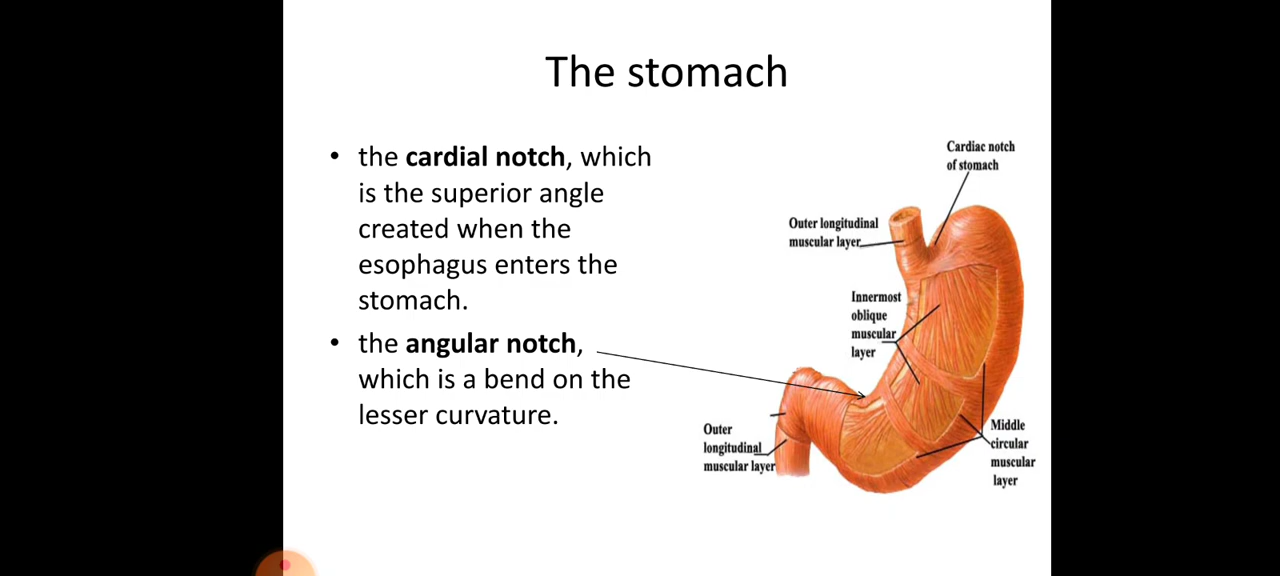 The stomach
• the cardial notch, which
is the superior angle
created when the
esophagus enters the
stomach.
• the angular notch,
which is a bend on the
lesser curvature.
Cardiac notch
of stomach
Outer longitudinal
muscular layer
Innermost
oblique
muscular
layer
Outer
longitudinal
muscular layer
Middle
circular
muscular
layer